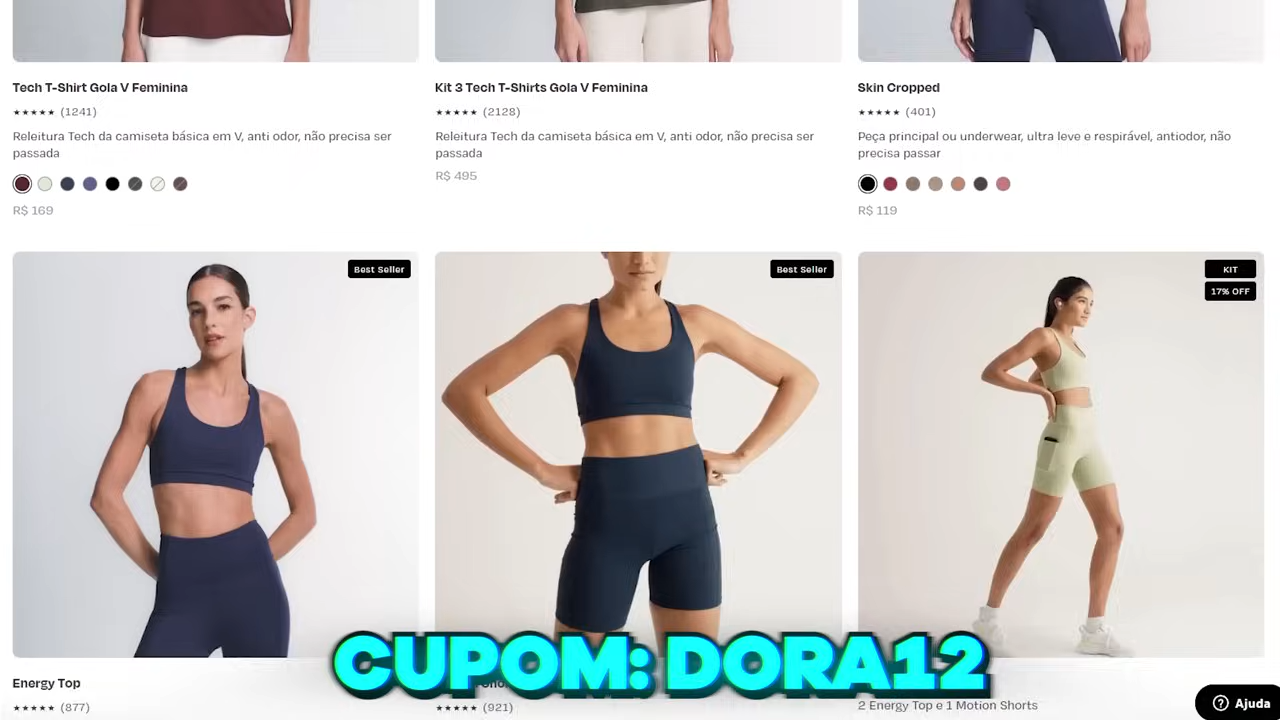 Tech T-Shirt Gola V Feminina
★★★★★ (1241)
Releitura Tech da camiseta básica em V, anti odor, não precisa ser
passada
R$ 169
Kit 3 Tech T-Shirts Gola V Feminina
★★★★★ (2128)
Releitura Tech da camiseta básica em V, anti odor, não precisa ser
passada
R$ 495
Skin Cropped
★★★★★ (401)
Peça principal ou underwear, ultra leve e respirável, antiodor, não
precisa passar
R$ 119
Best Seller
Best Seller
KIT
17% OFF
CUPOM: DORA12
Energy Top
★★★★★ (877)
★★★★★ (921)
2 Energy Top e 1 Motion Shorts
Ajuda